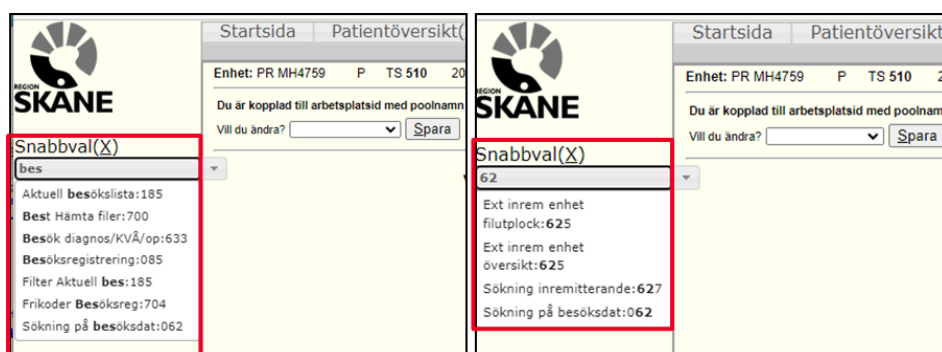 Startsida Patientöversikt(
REGION
SKÅNE
Enhet: PR MH4759 P TS 510 20
Du är kopplad till arbetsplatsid med poolnamn
Vill du ändra? Spara
Snabbval(X)
bes
Aktuell besökslista:185
Best Hämta filer:700
Besök diagnos/KVÅ/op:633
Besöksregistrering:085
Filter Aktuell bes:185
Frikoder Besöksreg:704
Sökning på besöksdat:062
Startsida Patientöversikt
REGION
SKÅNE
Enhet: PR MH4759 P TS 510 2
Du är kopplad till arbetsplatsid med poolnam
Vill du ändra? Spara
Snabbval(X)
62
Ext inrem enhet
filutplock:625
Ext inrem enhet
översikt:625
Sökning inremitterande:627
Sökning på besöksdat:062